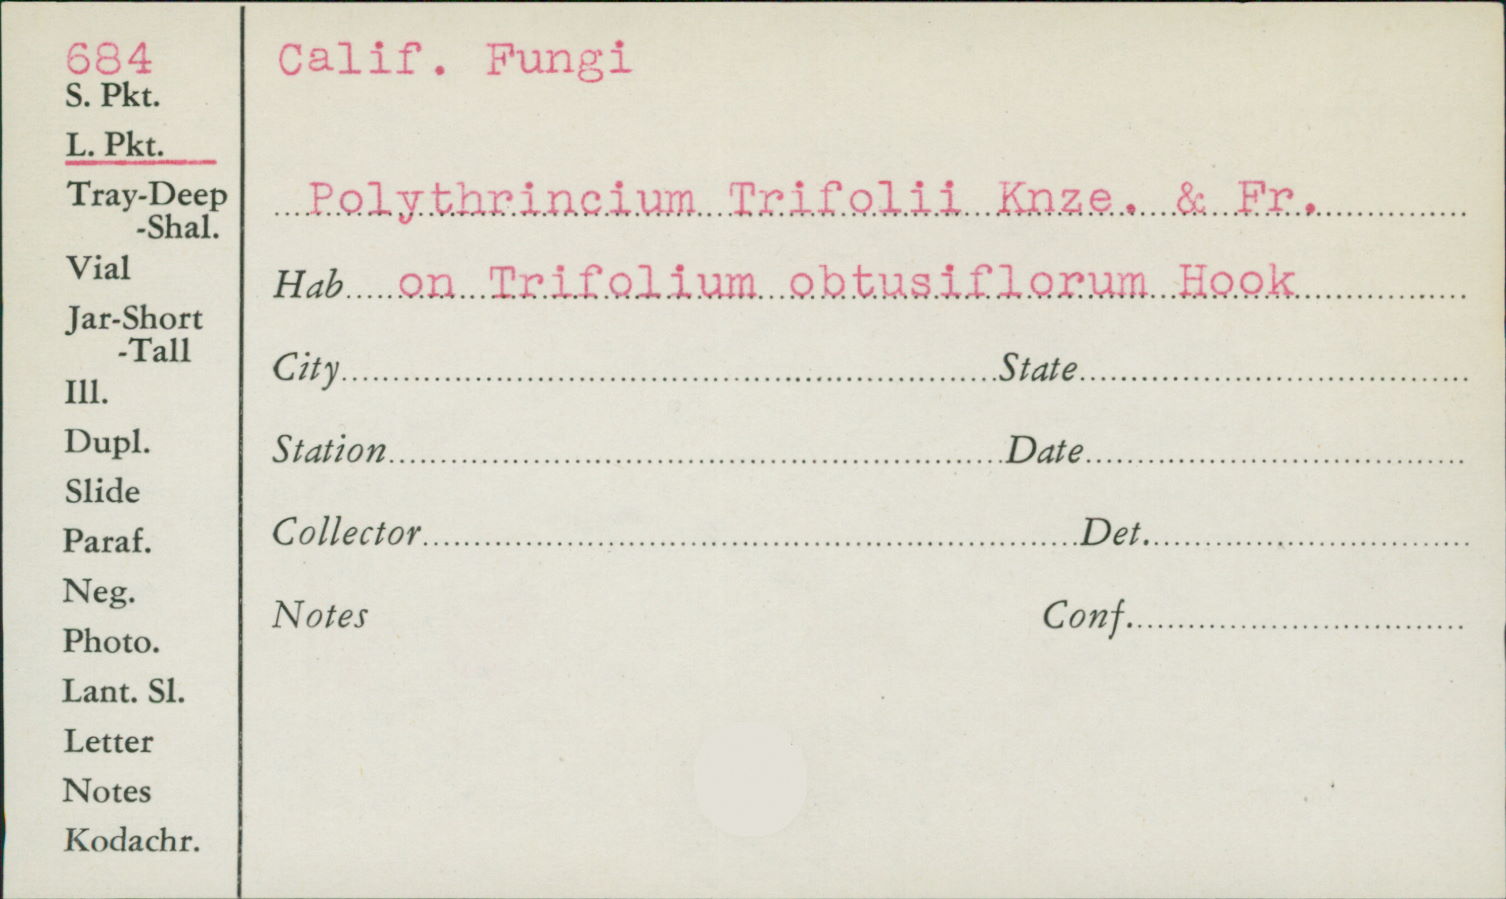 684
S. Pkt.
L. Pkt.
Tray-Deep
-Shal.
Vial
Jar-Short
-Tall
Ill.
Dupl.
Slide
Paraf.
Neg.
Photo.
Lant. Sl.
Letter
Notes
Kodachr.
Calif. Fungi
Polythrincium Trifolii Knze. & Fr.
Hab on Trifolium obtusiflorum Hook
City State
Station Date
Collector Det.
Notes Conf.